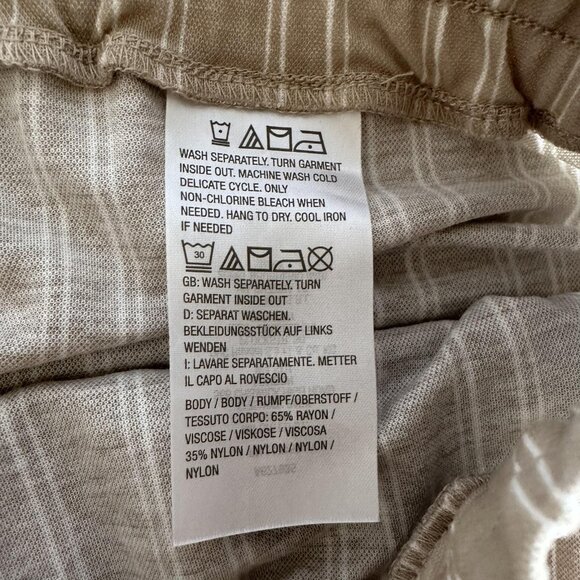 WASH SEPARATELY. TURN GARMENT
INSIDE OUT. MACHINE WASH COLD
DELICATE CYCLE. ONLY
NON-CHLORINE BLEACH WHEN
NEEDED. HANG TO DRY. COOL IRON
IF NEEDED
30
GB: WASH SEPARATELY. TURN
GARMENT INSIDE OUT
D: SEPARAT WASCHEN.
BEKLEIDUNGSSTÜCK AUF LINKS
WENDEN
I: LAVARE SEPARATAMENTE. METTER
IL CAPO AL ROVESCIO
BODY / BODY / RUMPF/OBERSTOFF /
TESSUTO CORPO: 65% RAYON /
VISCOSE / VISKOSE / VISCOSA
35% NYLON / NYLON / NYLON /
NYLON